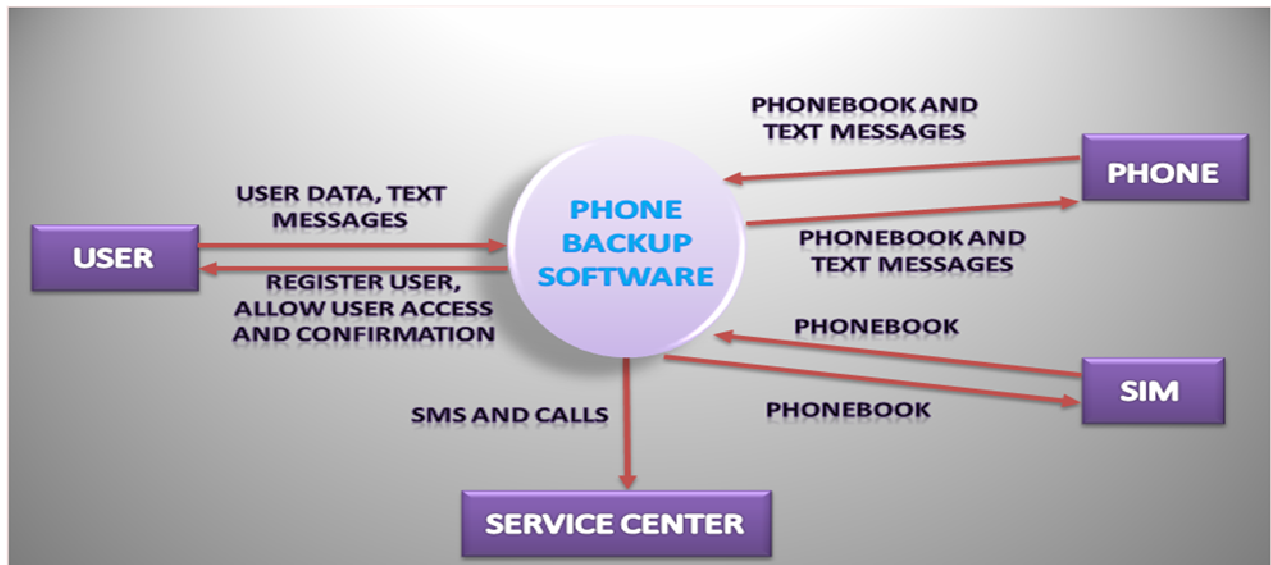 PHONEBOOK AND
TEXT MESSAGES
PHONE
USER DATA, TEXT
MESSAGES
PHONE
BACKUP
SOFTWARE
USER
PHONEBOOK AND
TEXT MESSAGES
REGISTER USER,
ALLOW USER ACCESS
AND CONFIRMATION
PHONEBOOK
SIM
SMS AND CALLS
PHONEBOOK
SERVICE CENTER